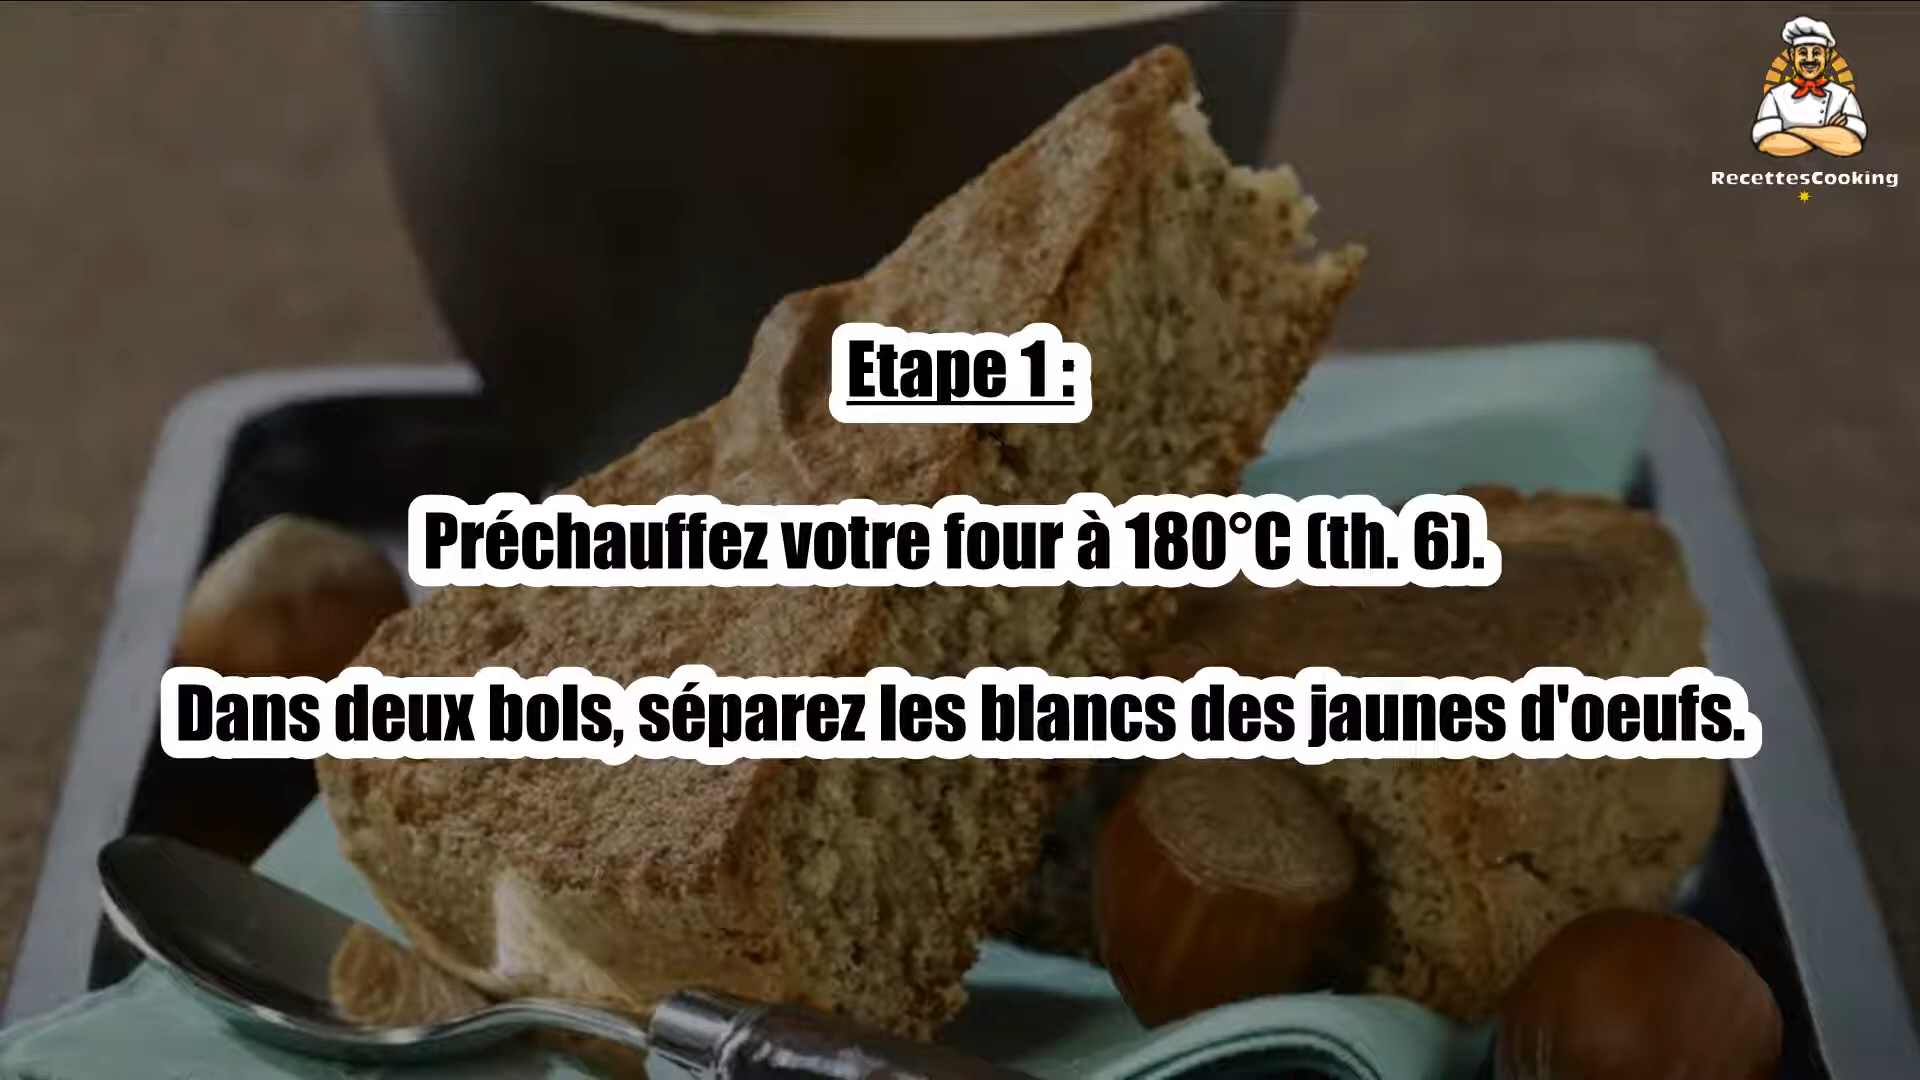 RecettesCooking
Etape 1 :
Préchauffez votre four à 180°C (th. 6).
Dans deux bols, séparez les blancs des jaunes d'oeufs.